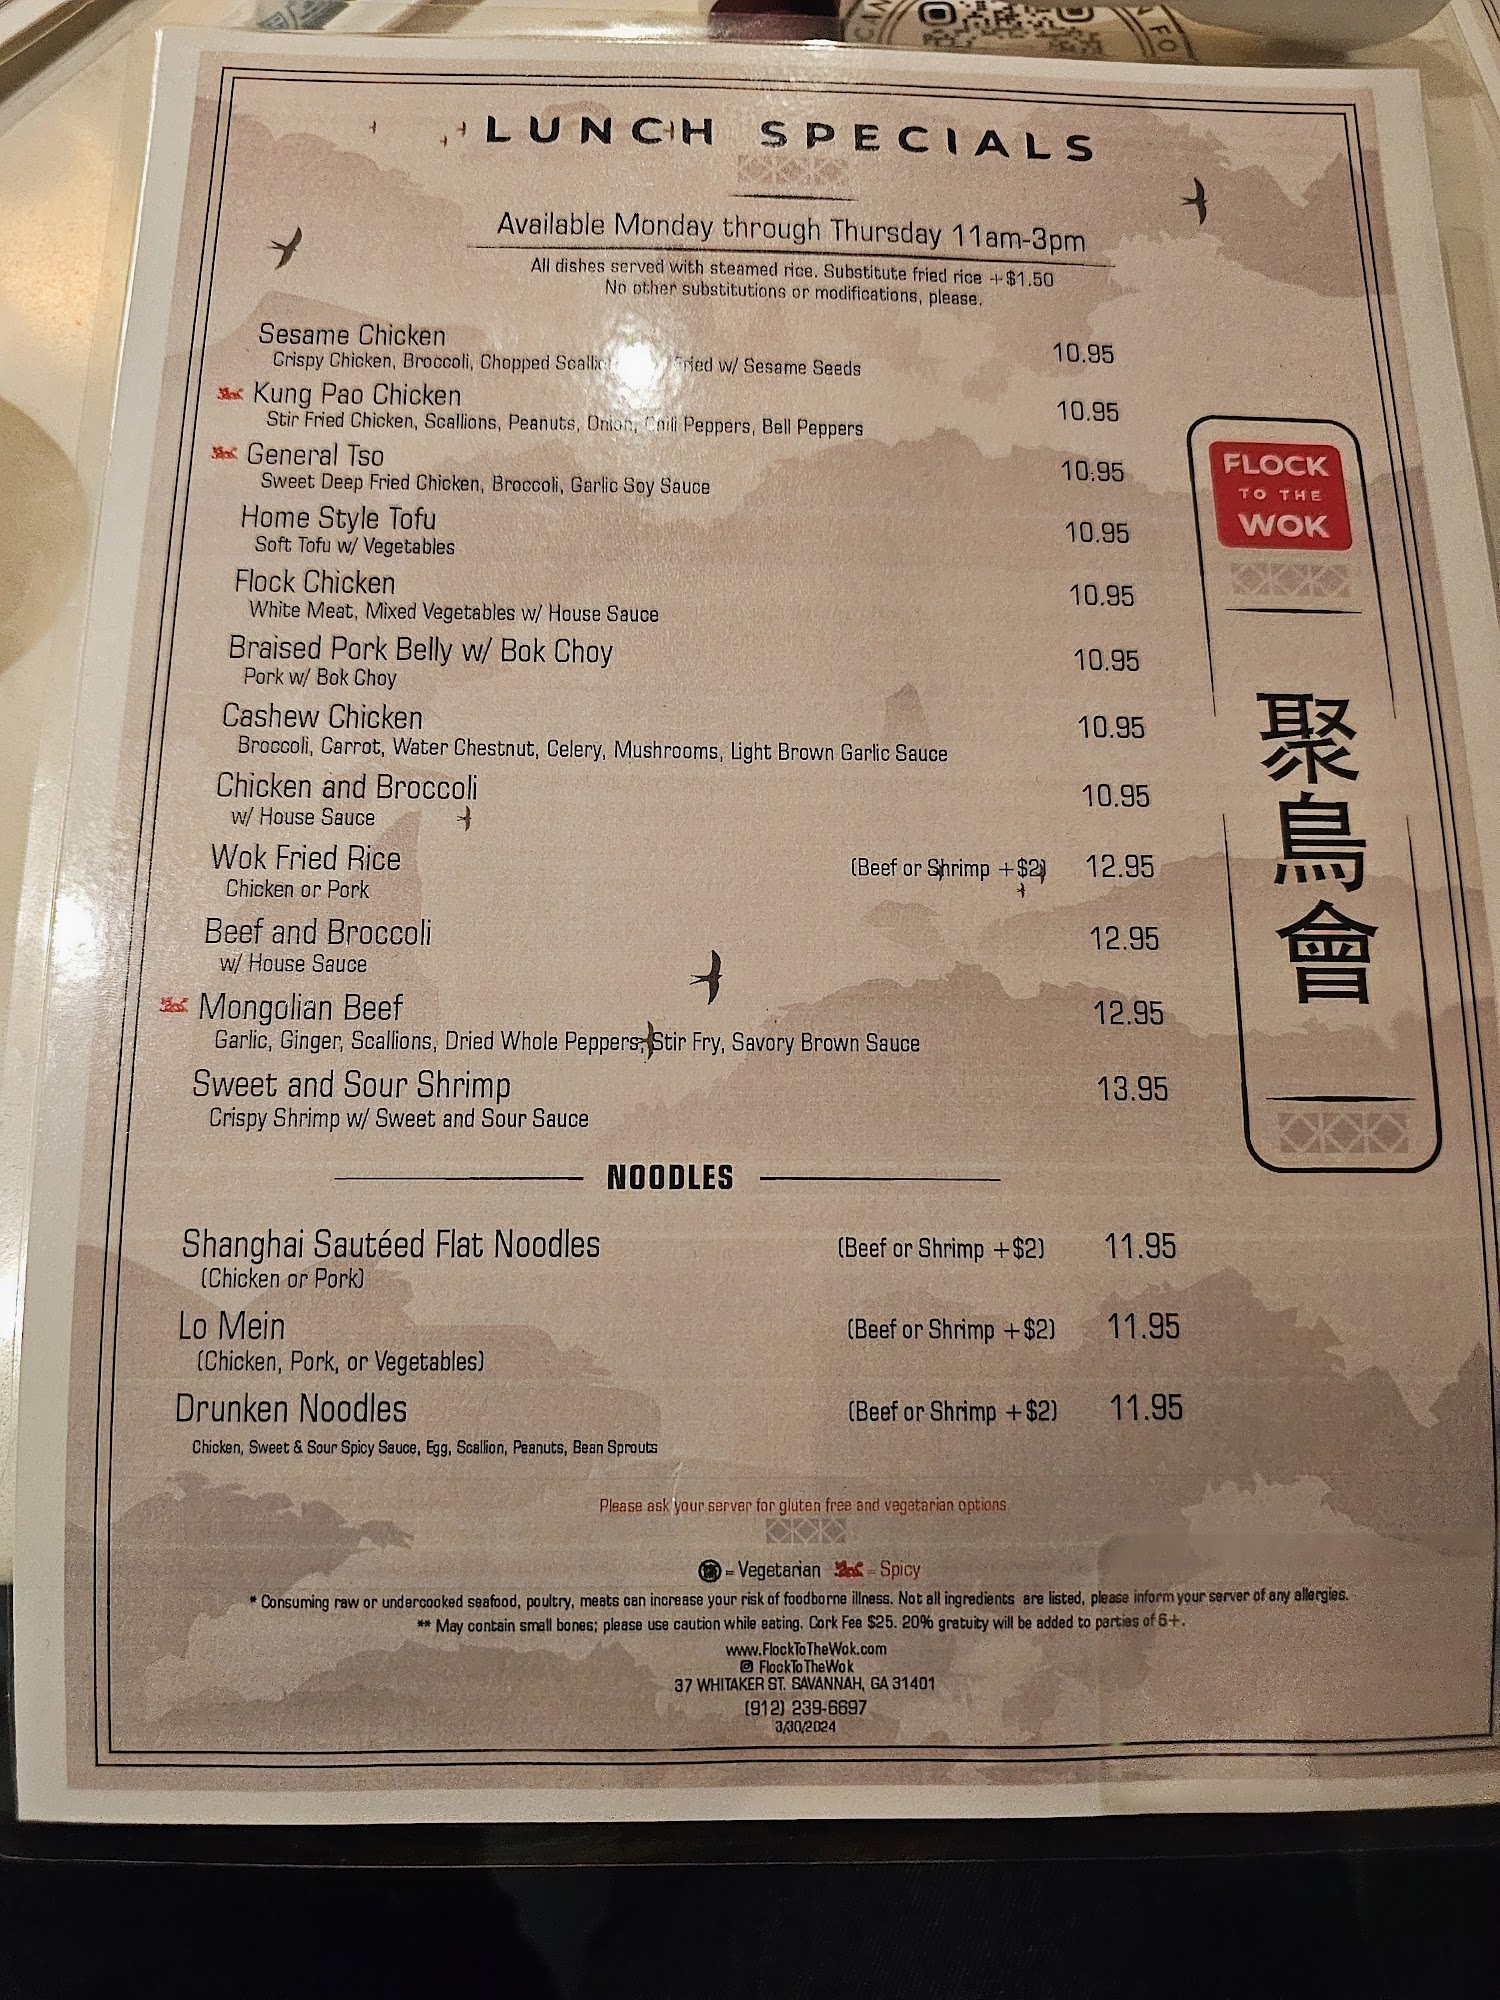 LUNCH SPECIALS
Available Monday through Thursday 11am-3pm
All dishes served with steamed rice. Substitute fried rice +$1.50
No other substitutions or modifications, please.
Sesame Chicken 10.95
Crispy Chicken, Broccoli, Chopped Fried w/ Sesame Seeds
Kung Pao Chicken 10.95
Stir Fried Chicken, Scallions, Peanuts, Onion, Chili Peppers, Bell Peppers
General Tso 10.95
Sweet Deep Fried Chicken, Broccoli, Garlic Soy Sauce
Home Style Tofu 10.95
Soft Tofu w/ Vegetables
Flock Chicken 10.95
White Meat, Mixed Vegetables w/ House Sauce
Braised Pork Belly w/ Bok Choy 10.95
Pork w/ Bok Choy
Cashew Chicken 10.95
Broccoli, Carrot, Water Chestnut, Celery, Mushrooms, Light Brown Garlic Sauce
Chicken and Broccoli 10.95
w/ House Sauce
Wok Fried Rice (Beef or Shrimp +$2) 12.95
Chicken or Pork
Beef and Broccoli 12.95
w/ House Sauce
Mongolian Beef 12.95
Garlic, Ginger, Scallions, Dried Whole Peppers, Stir Fry, Savory Brown Sauce
Sweet and Sour Shrimp 13.95
Crispy Shrimp w/ Sweet and Sour Sauce
FLOCK
TO THE
WOK
聚鳥會
NOODLES
Shanghai Sautéed Flat Noodles (Beef or Shrimp +$2) 11.95
(Chicken or Pork)
Lo Mein (Beef or Shrimp +$2) 11.95
(Chicken, Pork, or Vegetables)
Drunken Noodles (Beef or Shrimp +$2) 11.95
Chicken, Sweet & Sour Spicy Sauce, Egg, Scallion, Peanuts, Bean Sprouts
Please ask your server for gluten free and vegetarian options
= Vegetarian = Spicy
* Consuming raw or undercooked seafood, poultry, meats can increase your risk of foodborne illness. Not all ingredients are listed, please inform your server of any allergies.
** May contain small bones; please use caution while eating. Cork Fee $25. 20% gratuity will be added to parties of 6+.
www.FlockToTheWok.com
FlockToTheWok
37 WHITAKER ST. SAVANNAH, GA 31401
(912) 239-6697
3/30/2024